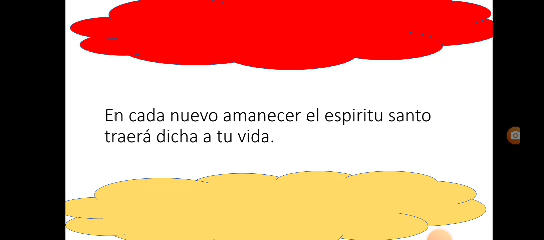 En cada nuevo amanecer el espiritu santo
traerá dicha a tu vida.